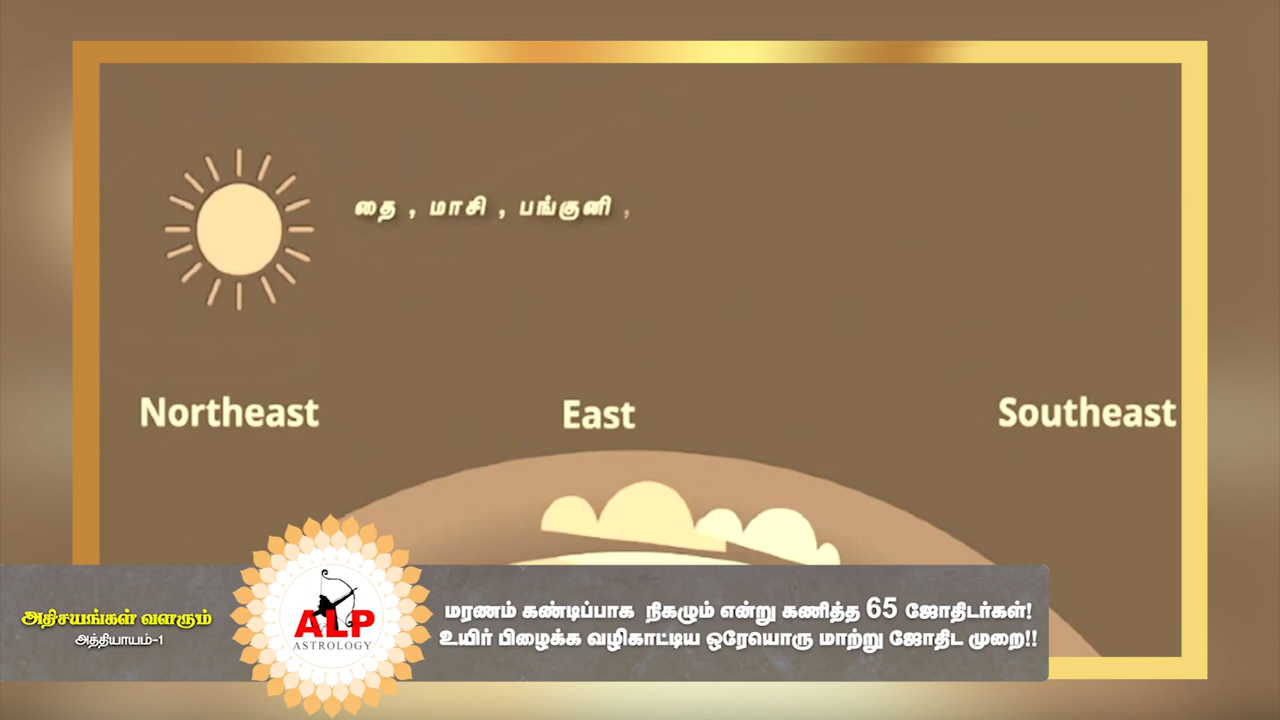 தை , மாசி , பங்குனி ,
Northeast East Southeast
அதிசயங்கள் வளரும்
அத்தியாயம்-1
ALP
ASTROLOGY
மரணம் கண்டிப்பாக நிகழும் என்று கணித்த 65 ஜோதிடர்கள்!
உயிர் பிழைக்க வழிகாட்டிய ஒரேயொரு மாற்று ஜோதிட முறை!!